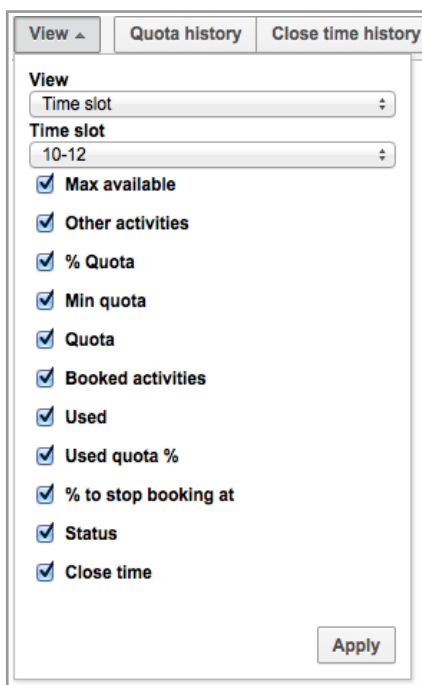 View Quota history Close time history
View
Time slot
Time slot
10-12
Max available
Other activities
% Quota
Min quota
Quota
Booked activities
Used
Used quota %
% to stop booking at
Status
Close time
Apply